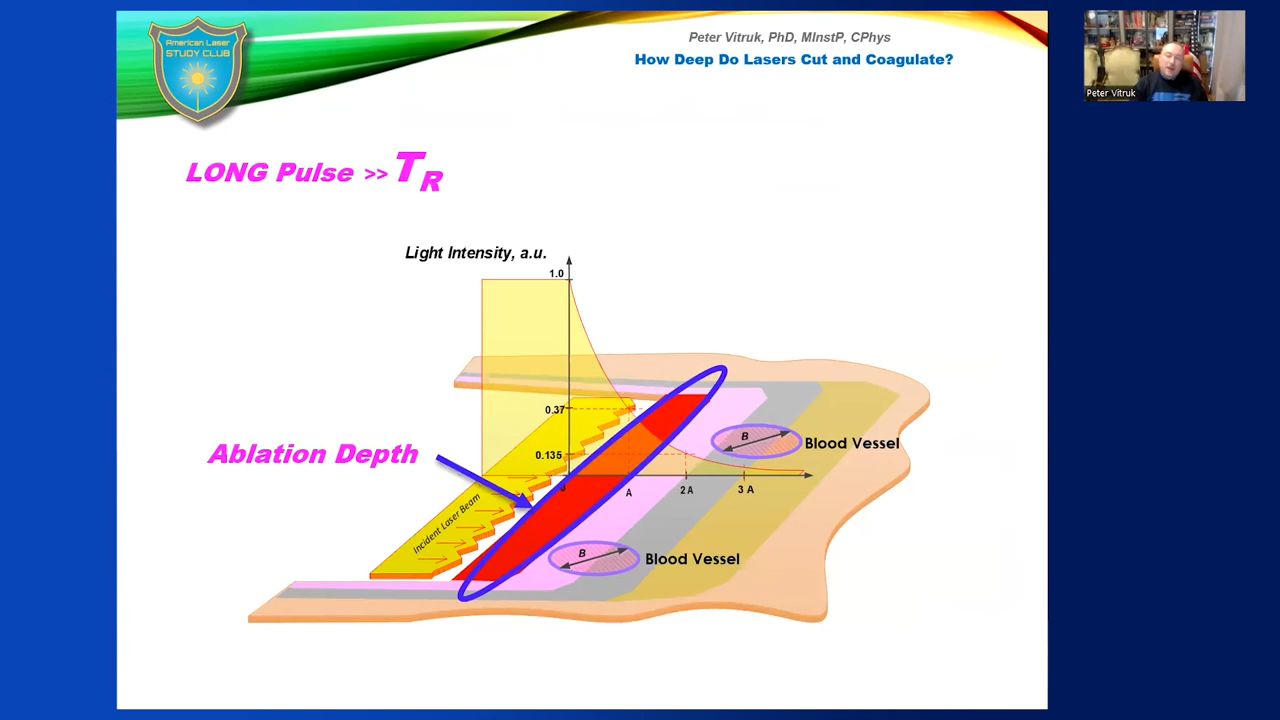 American Laser
STUDY CLUB
Peter Vitruk, PhD, MInstP, CPhys
How Deep Do Lasers Cut and Coagulate?
Peter Vitruk
LONG Pulse >> TR
Light Intensity, a.u.
1.0
0.37
0.135
0
A
2 A
3 A
Ablation Depth
Incident Laser Beam
B
Blood Vessel
B
Blood Vessel